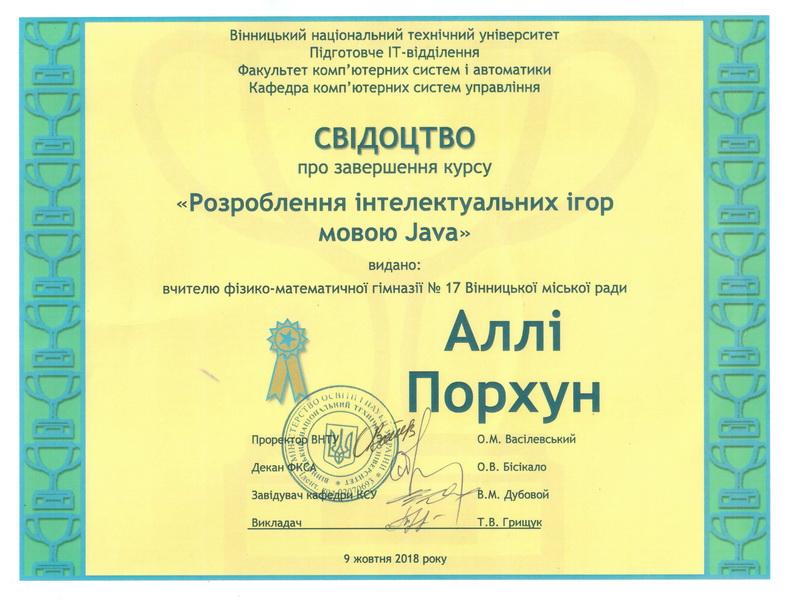 Вінницький національний технічний університет
Підготовче ІТ-відділення
Факультет комп’ютерних систем і автоматики
Кафедра комп’ютерних систем управління
СВІДОЦТВО
про завершення курсу
«Розроблення інтелектуальних ігор
мовою Java»
видано:
вчителю фізико-математичної гімназії № 17 Вінницької міської ради
Аллі
Порхун
Проректор ВНТУ О.М. Васілевський
Декан ФКСА О.В. Бісікало
Завідувач кафедри КСУ В.М. Дубовой
Викладач Т.В. Грищук
9 жовтня 2018 року